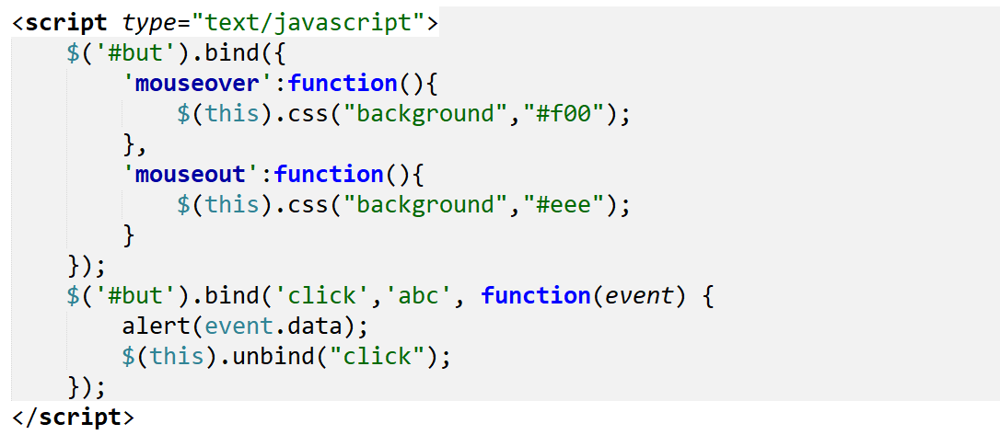 <script type="text/javascript">
    $('#but').bind({
        'mouseover':function(){
            $(this).css("background","#f00");
        },
        'mouseout':function(){
            $(this).css("background","#eee");
        }
    });
    $('#but').bind('click','abc', function(event) {
        alert(event.data);
        $(this).unbind("click");
    });
</script>